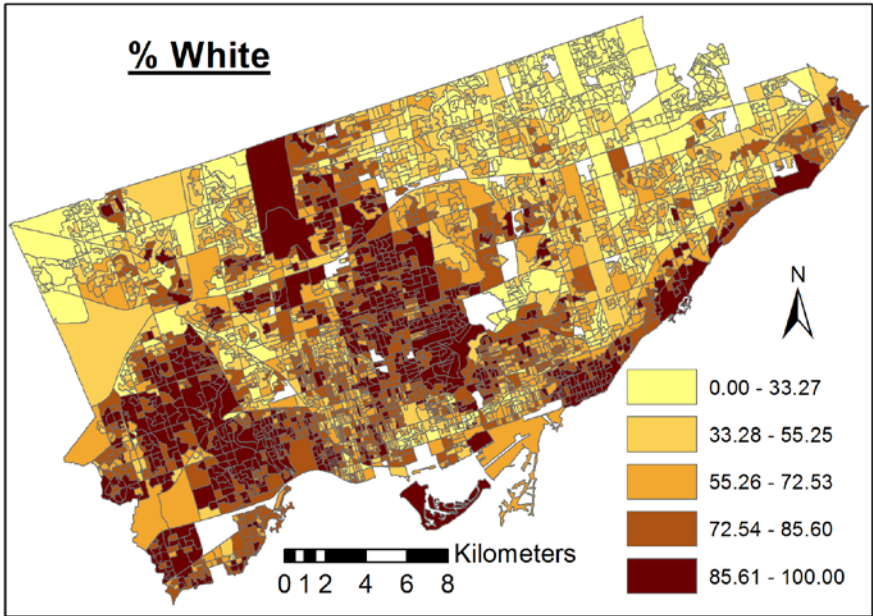 % White
N
0.00 - 33.27
33.28 - 55.25
55.26 - 72.53
72.54 - 85.60
85.61 - 100.00
Kilometers
0 1 2 4 6 8